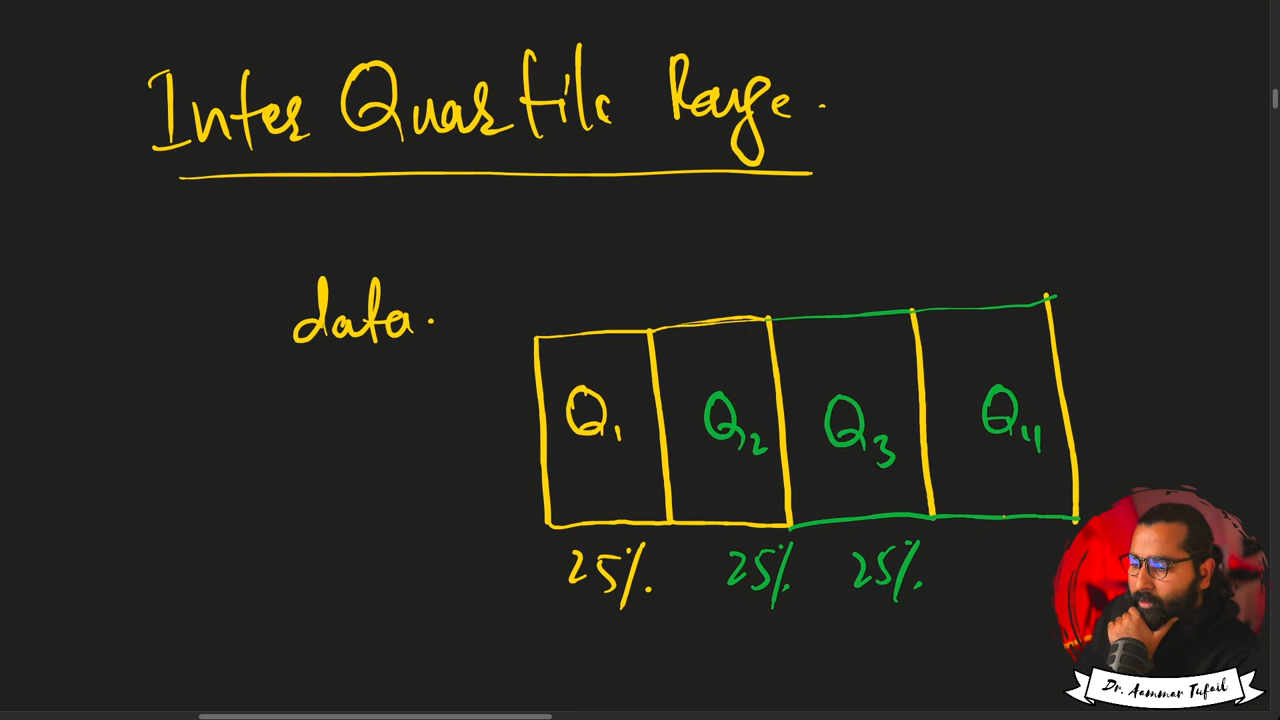 Inter Quartile Range.
data.
Q1 Q2 Q3 Q4
25% 25% 25%
Dr. Aammar Tufail